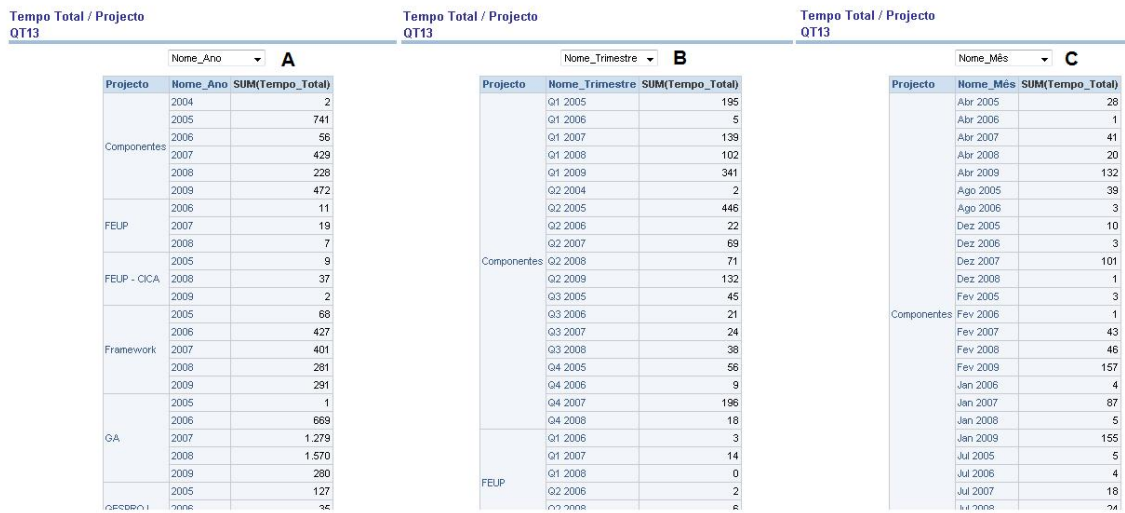 Tempo Total / Projecto
QT13
Nome_Ano A
Projecto Nome_Ano SUM(Tempo_Total)
Componentes 2004 2
2005 741
2006 56
2007 429
2008 228
2009 472
FEUP 2006 11
2007 19
2008 7
FEUP - CICA 2005 9
2008 37
2009 2
Framework 2005 68
2006 427
2007 401
2008 281
2009 291
GA 2005 1
2006 669
2007 1.279
2008 1.570
2009 280
2005 127
2006 35
Tempo Total / Projecto
QT13
Nome_Trimestre B
Projecto Nome_Trimestre SUM(Tempo_Total)
Componentes Q1 2005 195
Q1 2006 5
Q1 2007 139
Q1 2008 102
Q1 2009 341
Q2 2004 2
Q2 2005 446
Q2 2006 22
Q2 2007 69
Q2 2008 71
Q2 2009 132
Q3 2005 45
Q3 2006 21
Q3 2007 24
Q3 2008 38
Q4 2005 56
Q4 2006 9
Q4 2007 196
Q4 2008 18
FEUP Q1 2006 3
Q1 2007 14
Q1 2008 0
Q2 2006 2
Q2 2008 6
Tempo Total / Projecto
QT13
Nome_Mês C
Projecto Nome_Mês SUM(Tempo_Total)
Componentes Abr 2005 28
Abr 2006 1
Abr 2007 41
Abr 2008 20
Abr 2009 132
Ago 2005 39
Ago 2006 3
Dez 2005 10
Dez 2006 3
Dez 2007 101
Dez 2008 1
Fev 2005 3
Fev 2006 1
Fev 2007 43
Fev 2008 46
Fev 2009 157
Jan 2006 4
Jan 2007 87
Jan 2008 5
Jan 2009 155
Jul 2005 5
Jul 2006 4
Jul 2007 18
Jul 2008 24